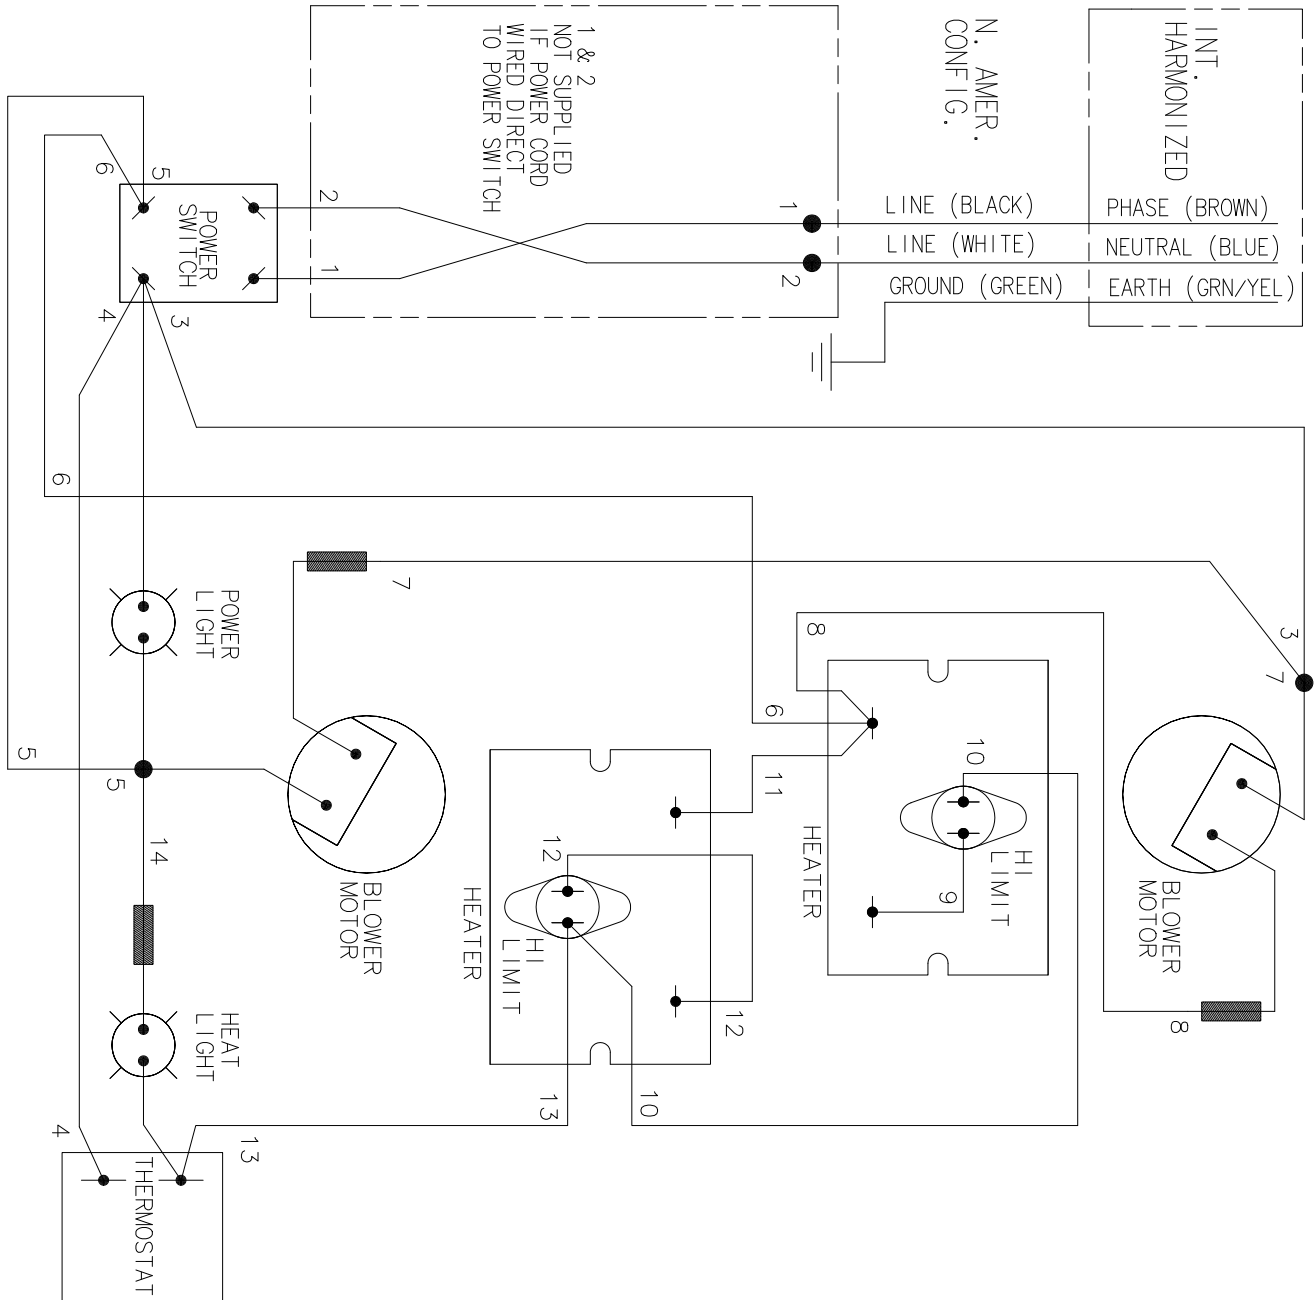 INT.
HARMONIZED
N. AMER.
CONFIG.
1 & 2
NOT SUPPLIED
IF POWER CORD
WIRED DIRECT
TO POWER SWITCH
LINE (BLACK)
PHASE (BROWN)
LINE (WHITE)
NEUTRAL (BLUE)
GROUND (GREEN)
EARTH (GRN/YEL)
1
2
2
1
5
6
POWER
SWITCH
4
3
6
7
8
3
7
POWER
LIGHT
6
10
11
5
5
14
12
9
HI
LIMIT
HEATER
BLOWER
MOTOR
BLOWER
MOTOR
HI
LIMIT
HEATER
12
8
HEAT
LIGHT
13
10
4
13
THERMOSTAT